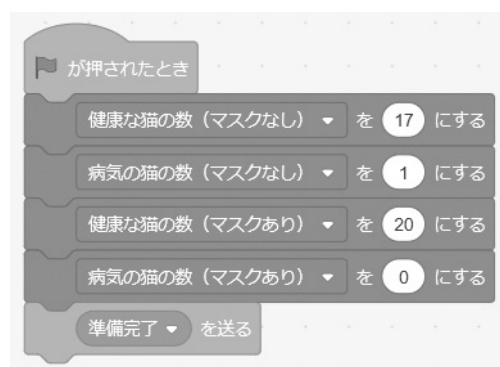 が押されたとき
健康な猫の数（マスクなし） を 17 にする
病気の猫の数（マスクなし） を 1 にする
健康な猫の数（マスクあり） を 20 にする
病気の猫の数（マスクあり） を 0 にする
準備完了 を送る